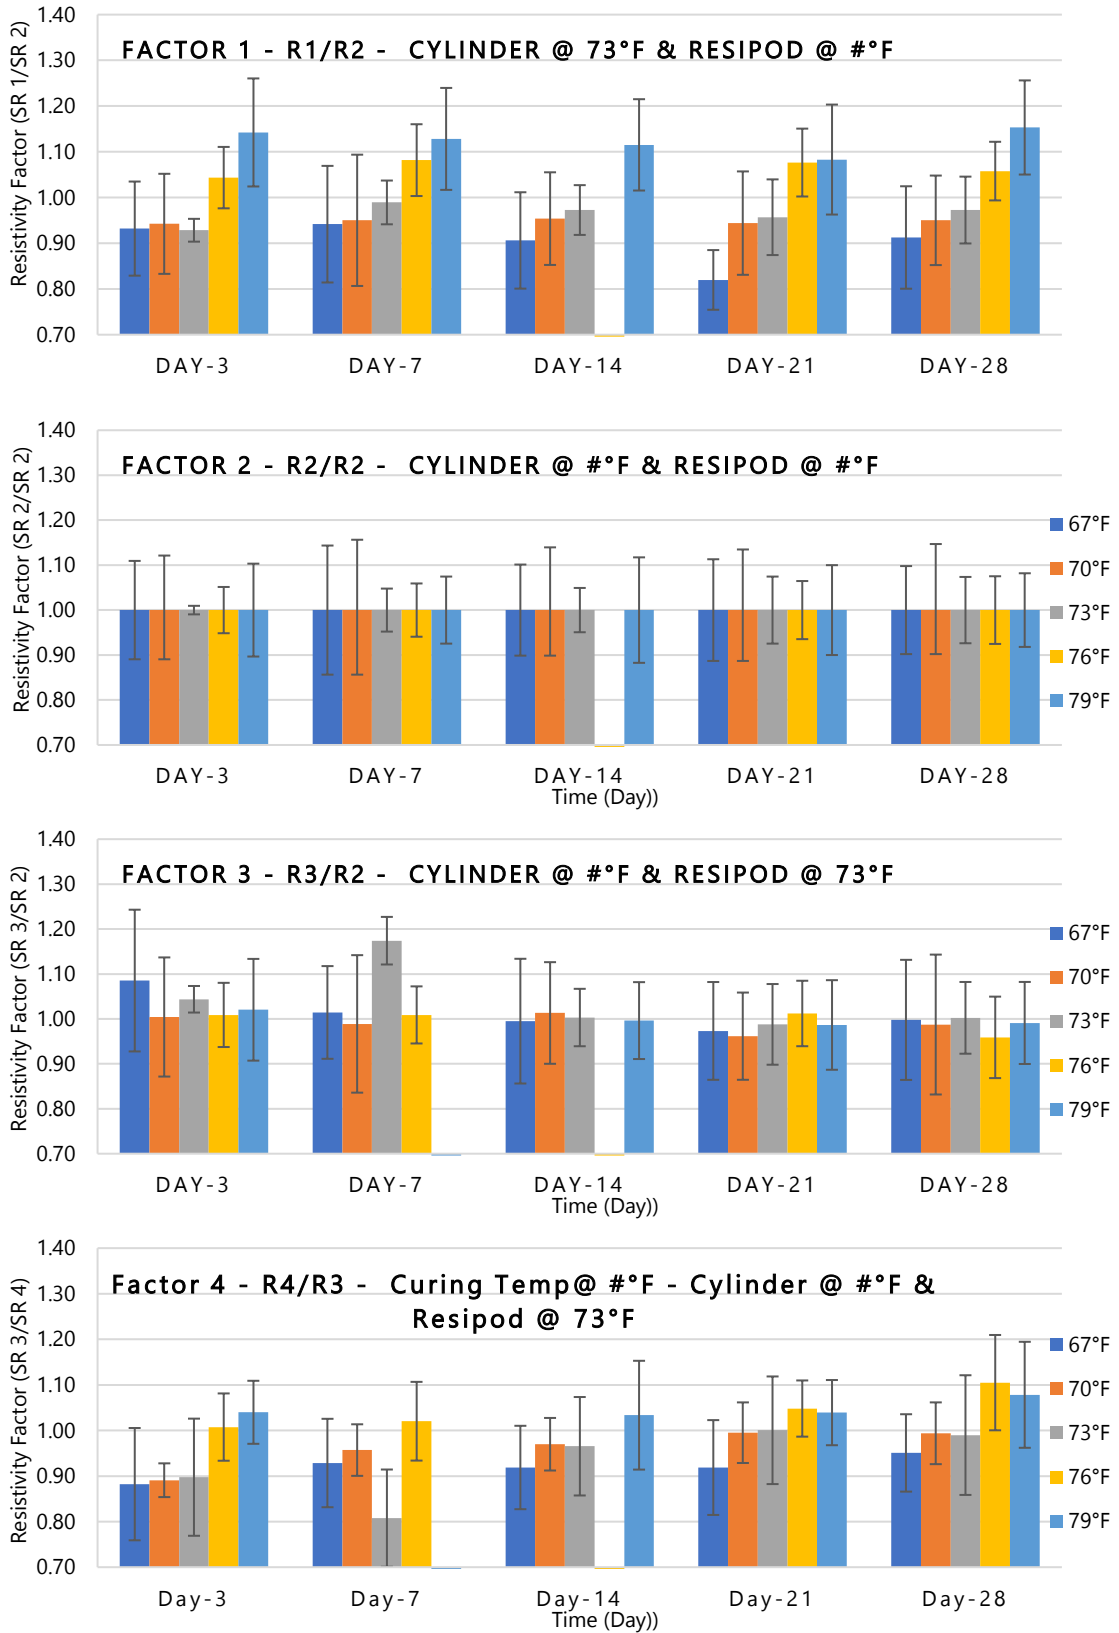 FACTOR 1 - R1/R2 - CYLINDER @ 73°F & RESIPOD @ #°F
Resistivity Factor (SR 1/SR 2)
1.40
1.30
1.20
1.10
1.00
0.90
0.80
0.70
DAY-3 DAY-7 DAY-14 DAY-21 DAY-28
FACTOR 2 - R2/R2 - CYLINDER @ #°F & RESIPOD @ #°F
Resistivity Factor (SR 2/SR 2)
1.40
1.30
1.20
1.10
1.00
0.90
0.80
0.70
DAY-3 DAY-7 DAY-14 DAY-21 DAY-28
Time (Day))
67°F
70°F
73°F
76°F
79°F
FACTOR 3 - R3/R2 - CYLINDER @ #°F & RESIPOD @ 73°F
Resistivity Factor (SR 3/SR 2)
1.40
1.30
1.20
1.10
1.00
0.90
0.80
0.70
DAY-3 DAY-7 DAY-14 DAY-21 DAY-28
Time (Day))
67°F
70°F
73°F
76°F
79°F
Factor 4 - R4/R3 - Curing Temp@ #°F - Cylinder @ #°F &
Resipod @ 73°F
Resistivity Factor (SR 3/SR 4)
1.40
1.30
1.20
1.10
1.00
0.90
0.80
0.70
Day-3 Day-7 Day-14 Day-21 Day-28
Time (Day))
67°F
70°F
73°F
76°F
79°F